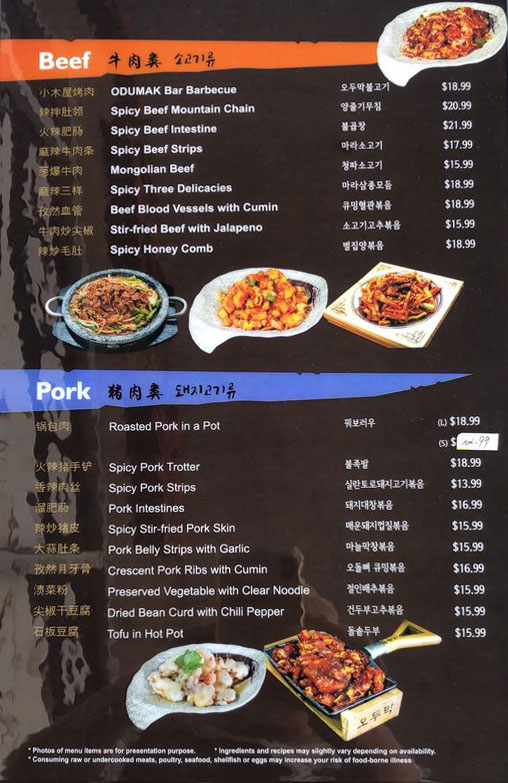 Beef 牛肉类 소고기류
小木屋烤肉 ODUMAK Bar Barbecue 오두막불고기 $18.99
辣拌肚领 Spicy Beef Mountain Chain 양즐기무침 $20.99
火辣肥肠 Spicy Beef Intestine 불곱창 $21.99
麻辣牛肉条 Spicy Beef Strips 마라소고기 $17.99
葱爆牛肉 Mongolian Beef 청파소고기 $15.99
麻辣三样 Spicy Three Delicacies 마라삼종모듬 $18.99
孜然血管 Beef Blood Vessels with Cumin 큐밍혈관볶음 $18.99
牛肉炒尖椒 Stir-fried Beef with Jalapeno 소고기고추볶음 $15.99
辣炒毛肚 Spicy Honey Comb 벌집양볶음 $18.99
Pork 猪肉类 돼지고기류
锅包肉 Roasted Pork in a Pot 꿔보러우 (L) $18.99
(S) $
火辣猪手铲 Spicy Pork Trotter 불족발 $18.99
香辣肉丝 Spicy Pork Strips 실란토로돼지고기볶음 $13.99
溜肥肠 Pork Intestines 돼지대창볶음 $16.99
辣炒猪皮 Spicy Stir-fried Pork Skin 매운돼지껍질볶음 $15.99
大蒜肚条 Pork Belly Strips with Garlic 마늘막창볶음 $15.99
孜然月牙骨 Crescent Pork Ribs with Cumin 오돌뼈 큐밍볶음 $16.99
渍菜粉 Preserved Vegetable with Clear Noodle 절인배추볶음 $15.99
尖椒干豆腐 Dried Bean Curd with Chili Pepper 건두부고추볶음 $15.99
石板豆腐 Tofu in Hot Pot 돌솥두부 $15.99
오두막
* Photos of menu items are for presentation purpose. * Ingredients and recipes may slightly vary depending on availability.
* Consuming raw or undercooked meats, poultry, seafood, shellfish or eggs may increase your risk of food-borne illness